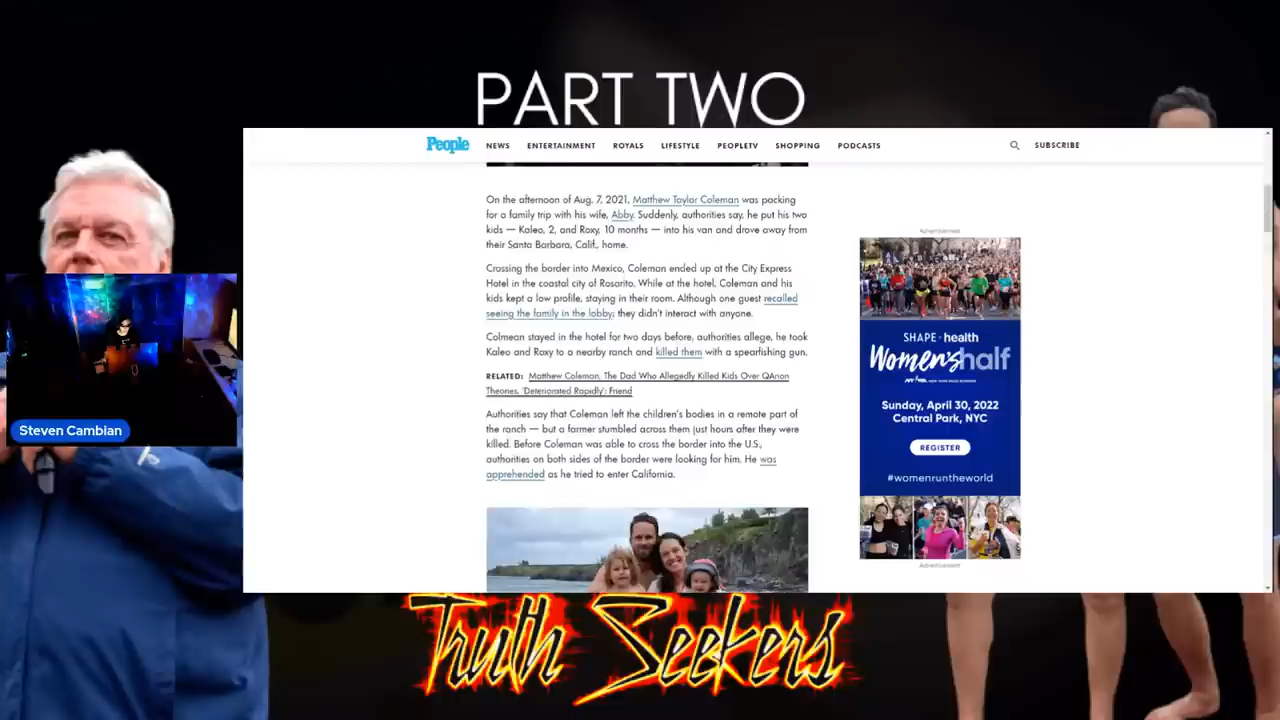 PART TWO
People
NEWS ENTERTAINMENT ROYALS LIFESTYLE PEOPLETV SHOPPING PODCASTS SUBSCRIBE
On the afternoon of Aug. 7, 2021, Matthew Taylor Coleman was packing
for a family trip with his wife, Abby. Suddenly, authorities say, he put his two
kids — Kaleo, 2, and Roxy, 10 months — into his van and drove away from
their Santa Barbara, Calif., home.
Crossing the border into Mexico, Coleman ended up at the City Express
Hotel in the coastal city of Rosarito. While at the hotel, Coleman and his
kids kept a low profile, staying in their room. Although one guest recalled
seeing the family in the lobby; they didn't interact with anyone.
Colmean stayed in the hotel for two days before, authorities allege, he took
Kaleo and Roxy to a nearby ranch and killed them with a spearfishing gun.
RELATED: Matthew Coleman, The Dad Who Allegedly Killed Kids Over QAnon
Theories, 'Deteriorated Rapidly': Friend
Authorities say that Coleman left the children's bodies in a remote part of
the ranch — but a farmer stumbled across them just hours after they were
killed. Before Coleman was able to cross the border into the U.S.,
authorities on both sides of the border were looking for him. He was
apprehended as he tried to enter California.
Advertisement
SHAPE + health
Women's half
Sunday, April 30, 2022
Central Park, NYC
REGISTER
#womenruntheworld
Advertisement
Steven Cambian
Truth Seekers